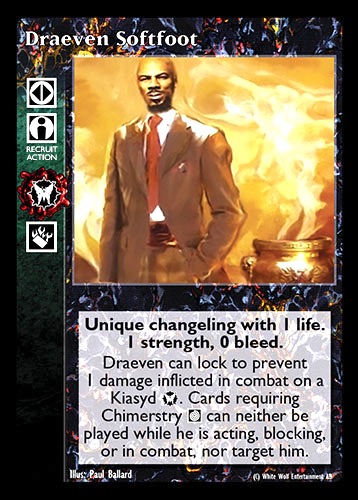 Draeven Softfoot
RECRUIT
ACTION
Unique changeling with 1 life.
1 strength, 0 bleed.
Draeven can lock to prevent
1 damage inflicted in combat on a
Kiasyd. Cards requiring
Chimerstry can neither be
played while he is acting, blocking,
or in combat, nor target him.
Illus: Paul Ballard
(C) White Wolf Entertainment AB